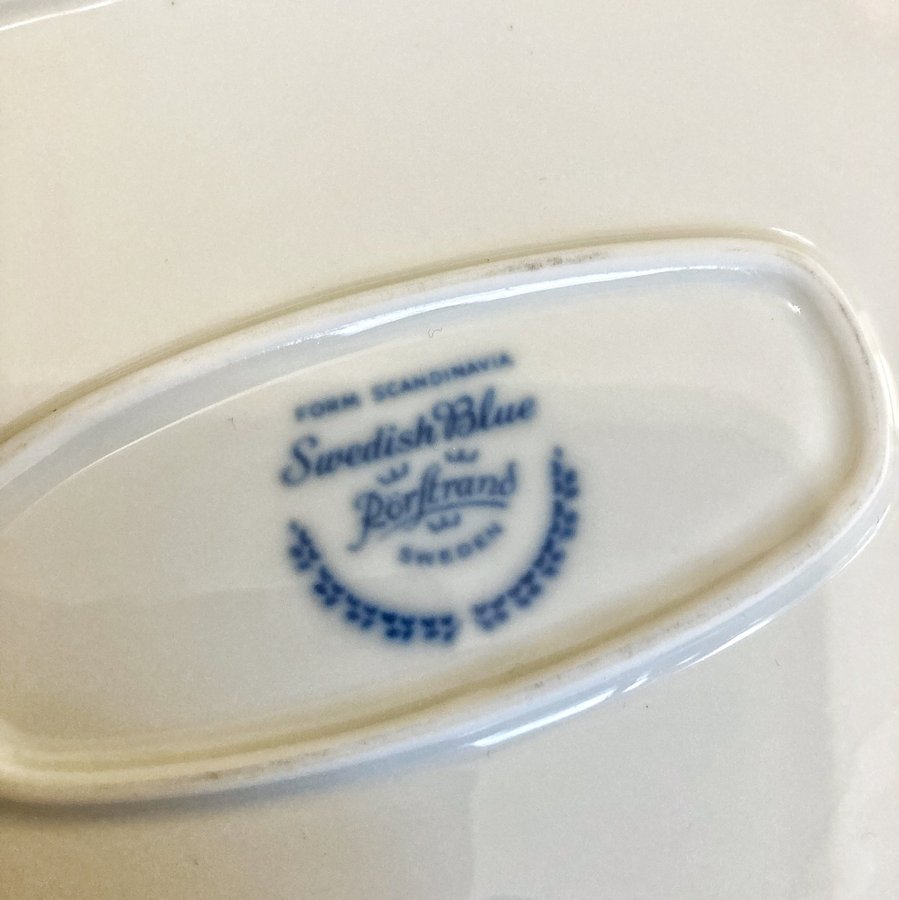 FORM SCANDINAVIA
Swedish Blue
Rörstrand
SWEDEN